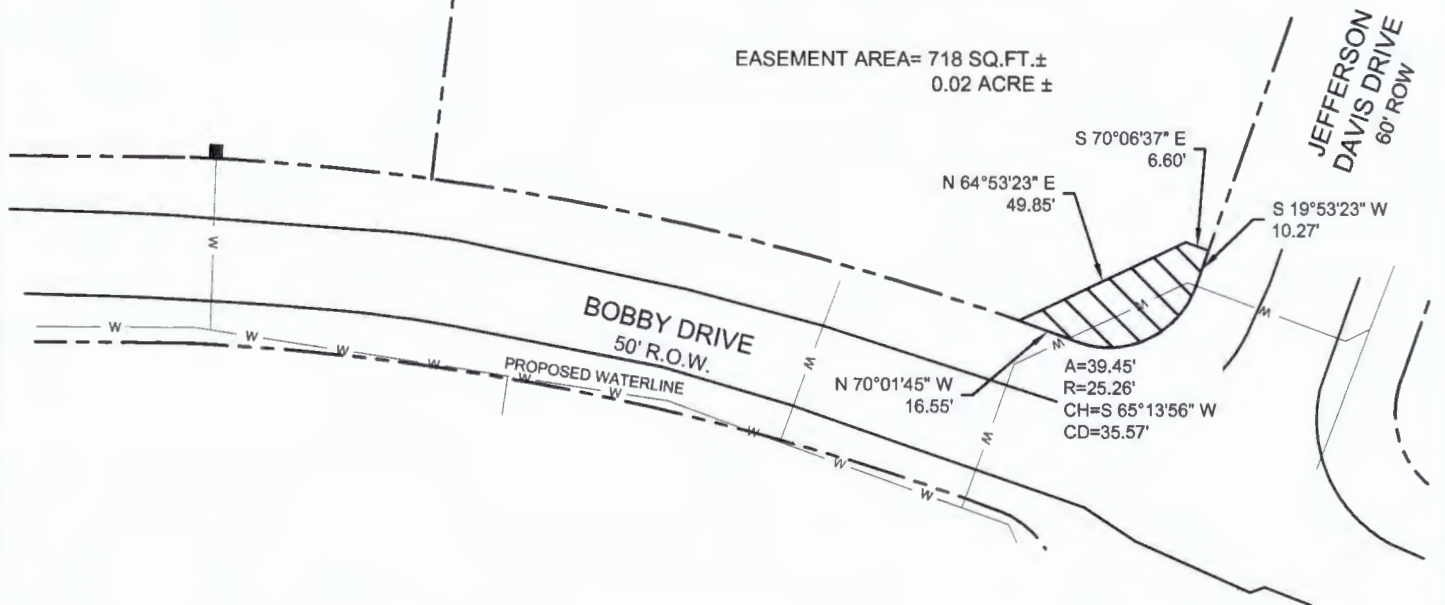 EASEMENT AREA= 718 SQ.FT.±
0.02 ACRE ±
JEFFERSON
DAVIS DRIVE
60' ROW
S 70°06'37" E
6.60'
N 64°53'23" E
49.85'
S 19°53'23" W
10.27'
W
W
W
BOBBY DRIVE
50' R.O.W.
W
W
W
W
W
PROPOSED WATERLINE
W
W
W
N 70°01'45" W
16.55'
A=39.45'
R=25.26'
CH=S 65°13'56" W
CD=35.57'
W
W
W
W
W